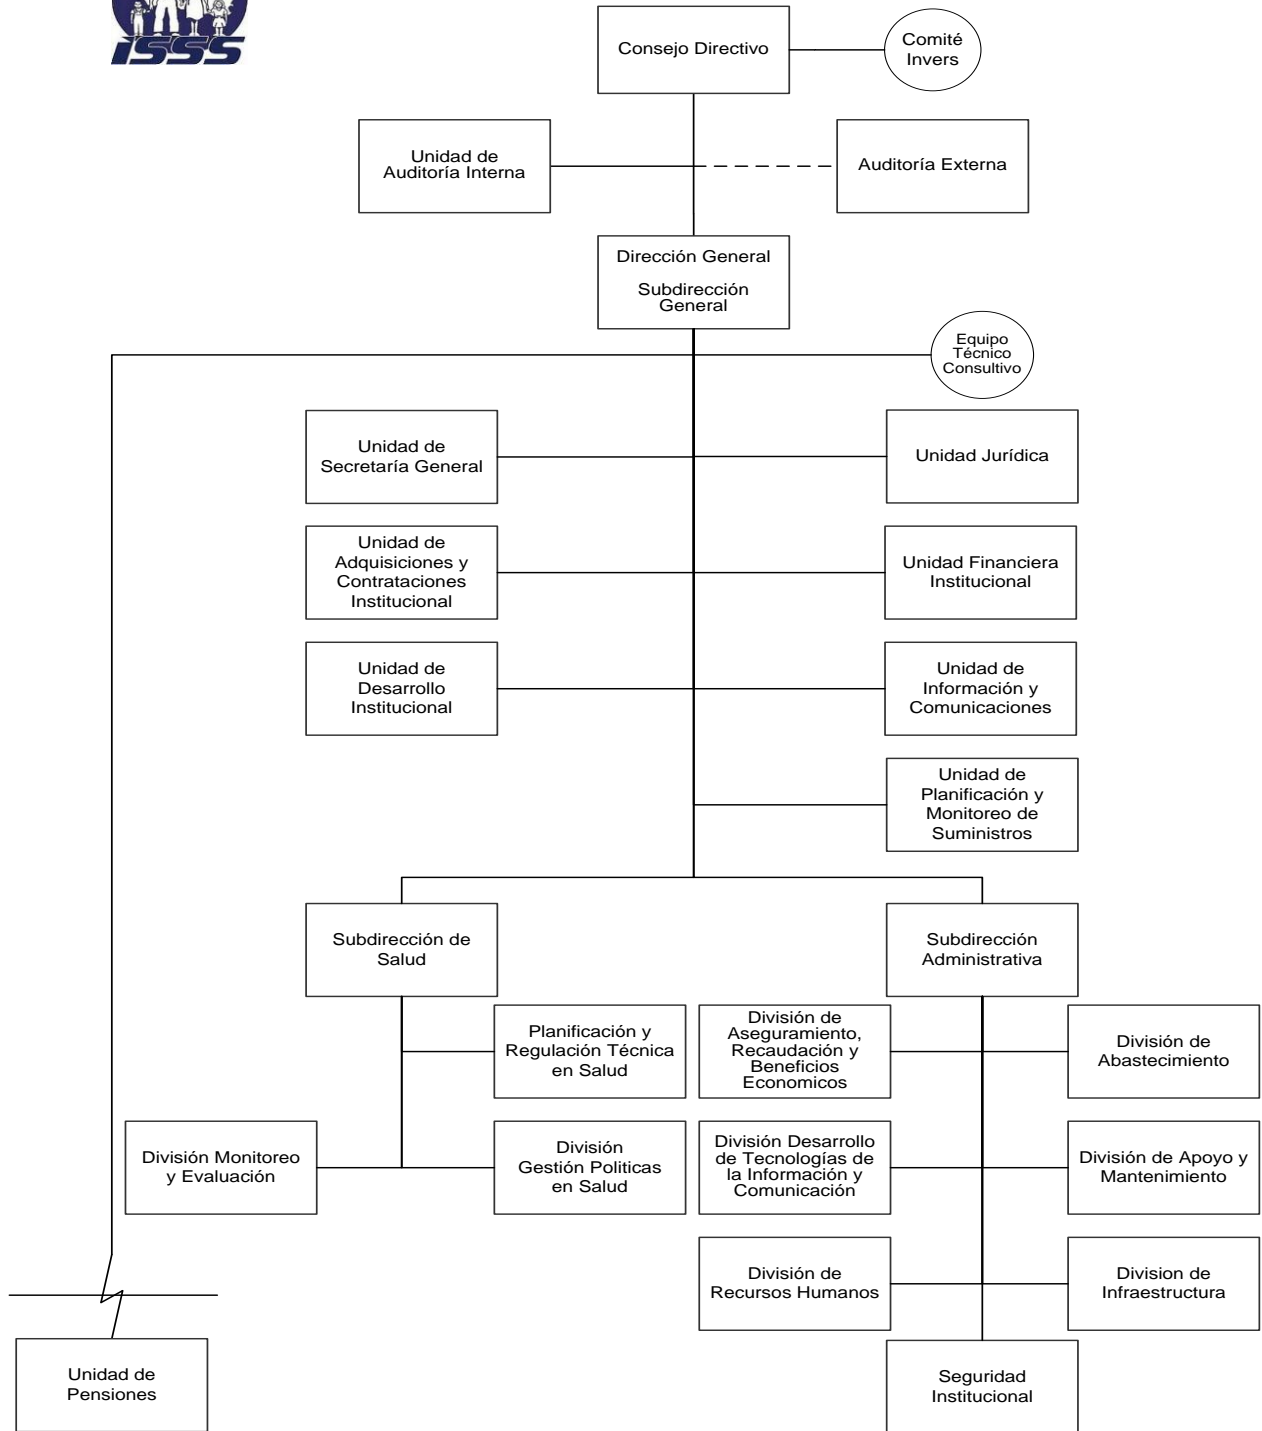 ISSS
Consejo Directivo
Comité
Invers
Unidad de
Auditoría Interna
Auditoría Externa
Dirección General
Subdirección
General
Equipo
Técnico
Consultivo
Unidad de
Secretaría General
Unidad Jurídica
Unidad de
Adquisiciones y
Contrataciones
Institucional
Unidad Financiera
Institucional
Unidad de
Desarrollo
Institucional
Unidad de
Información y
Comunicaciones
Unidad de
Planificación y
Monitoreo de
Suministros
Subdirección de
Salud
Subdirección
Administrativa
Planificación y
Regulación Técnica
en Salud
División de
Aseguramiento,
Recaudación y
Beneficios
Economicos
División de
Abastecimiento
División Monitoreo
y Evaluación
División
Gestión Politicas
en Salud
División Desarrollo
de Tecnologías de
la Información y
Comunicación
División de Apoyo y
Mantenimiento
División de
Recursos Humanos
Division de
Infraestructura
Unidad de
Pensiones
Seguridad
Institucional